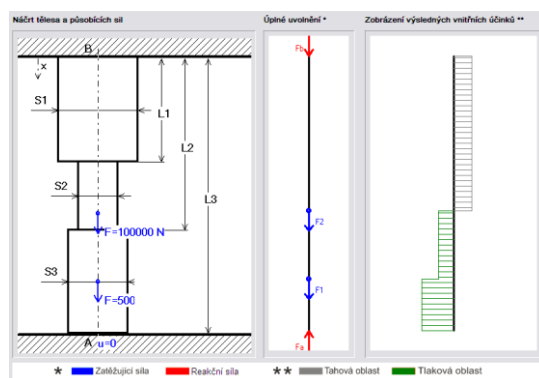 Náčrt tělesa a působících sil
Úplné uvolnění *
Zobrazení výsledných vnitřních účinků **
B
x
S1
L1
L2
S2
L3
F=100000 N
S3
F=500
A u=0
Fb
F2
F1
Fa
* Zatěžující síla Reakční síla ** Tahová oblast Tlaková oblast